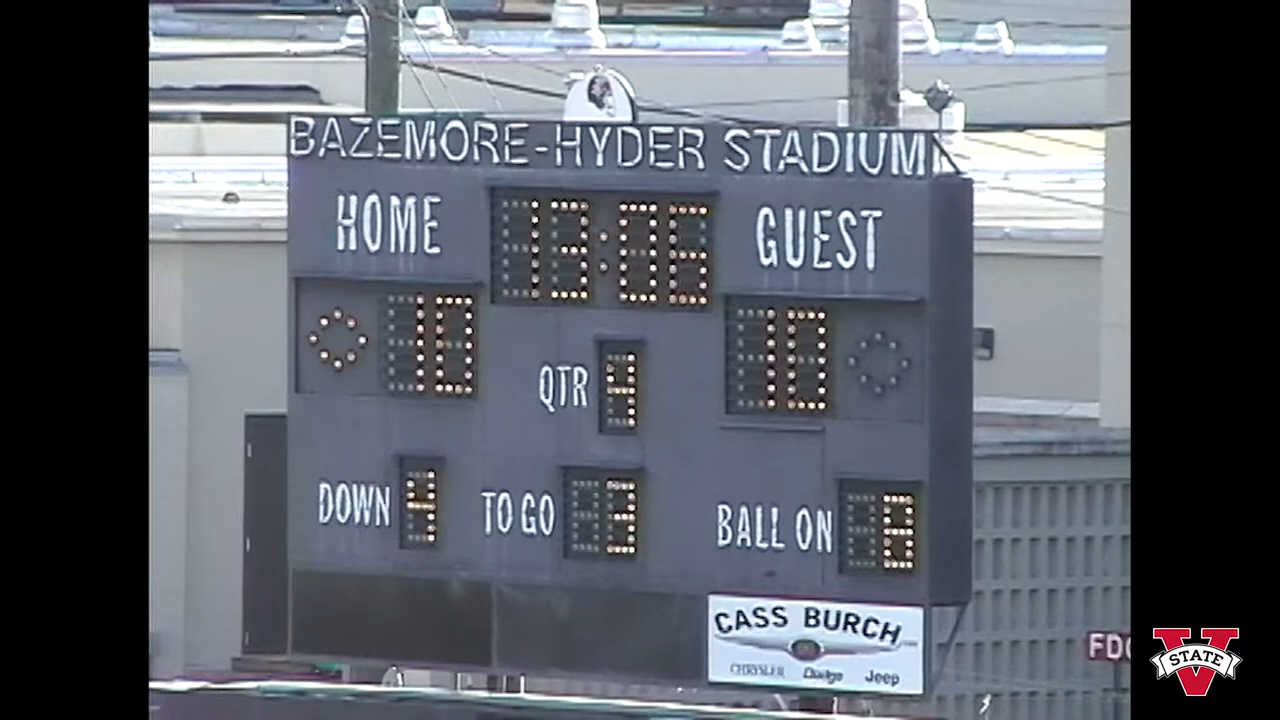 BAZEMORE-HYDER STADIUM
HOME 13:06 GUEST
10 10
QTR 4
DOWN 4 TO GO 3 BALL ON 8
CASS BURCH
CHRYSLER Dodge Jeep
FDC
V STATE